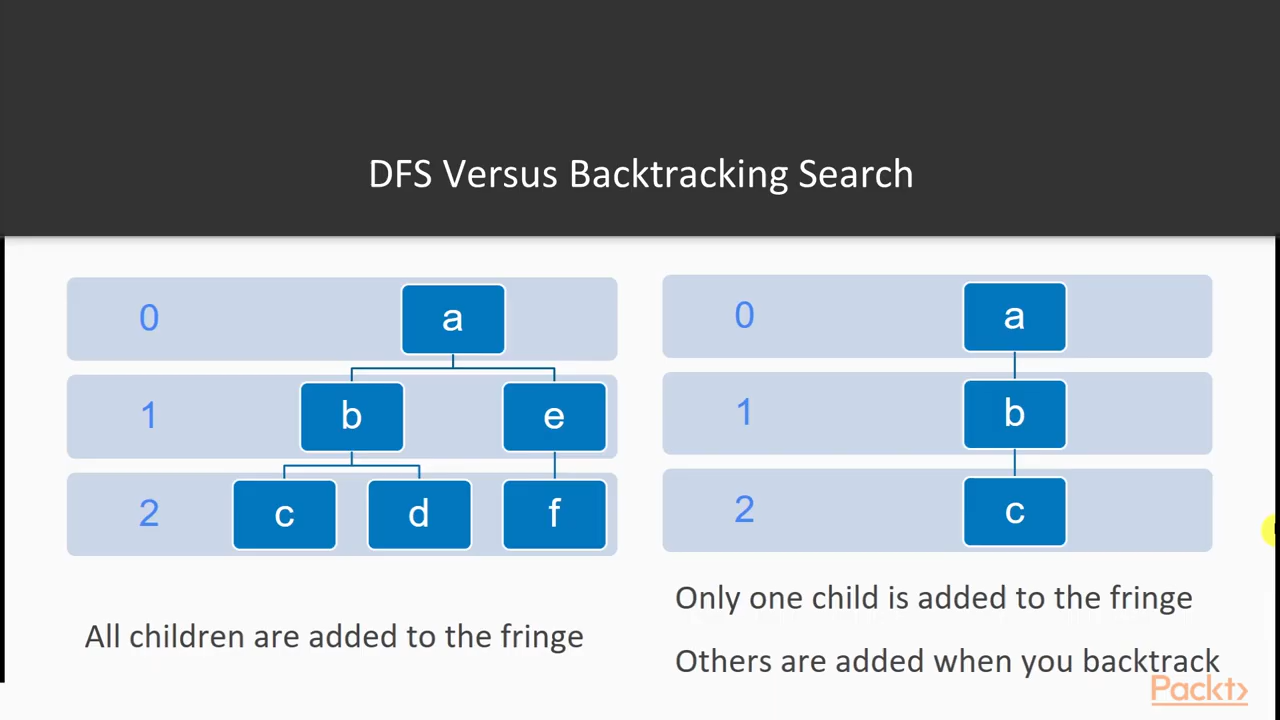 DFS Versus Backtracking Search
0
a
1
b
e
2
c
d
f
All children are added to the fringe
0
a
1
b
2
c
Only one child is added to the fringe
Others are added when you backtrack
Packt>